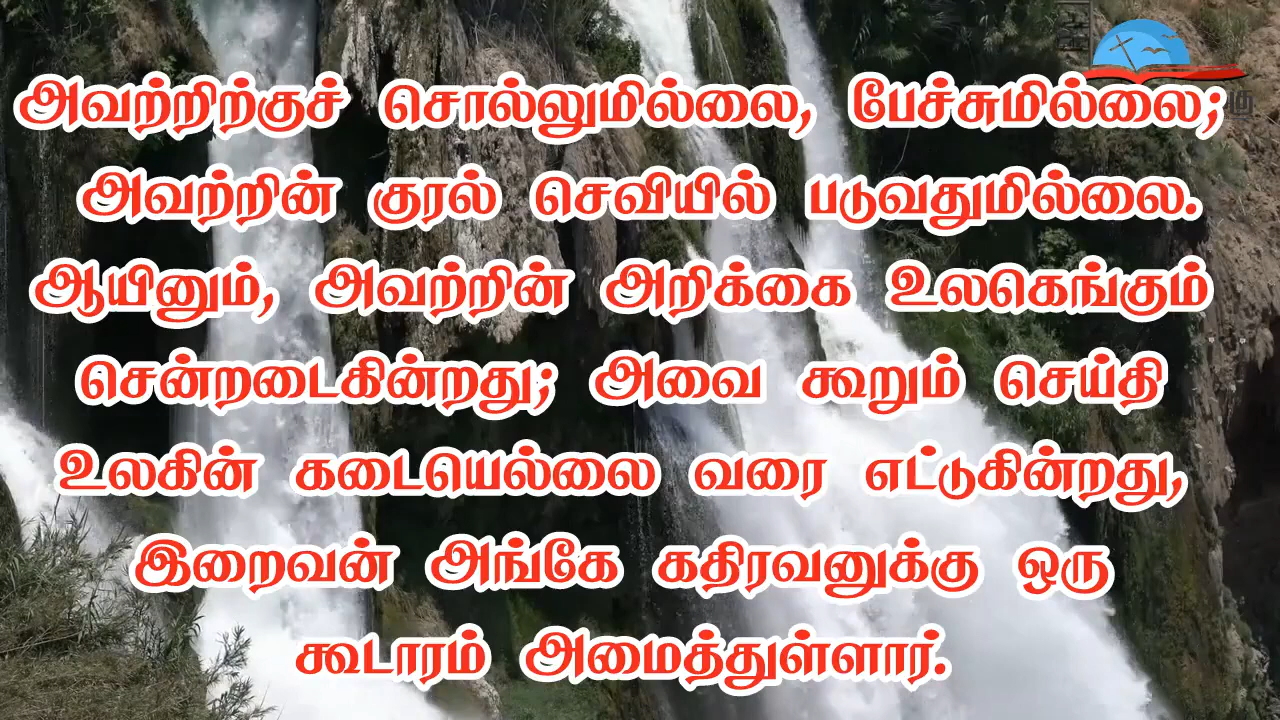 அவற்றிற்குச் சொல்லுமில்லை, பேச்சுமில்லை;
அவற்றின் குரல் செவியில் படுவதுமில்லை.
ஆயினும், அவற்றின் அறிக்கை உலகெங்கும்
சென்றடைகின்றது; அவை கூறும் செய்தி
உலகின் கடையெல்லை வரை எட்டுகின்றது,
இறைவன் அங்கே கதிரவனுக்கு ஒரு
கூடாரம் அமைத்துள்ளார்.